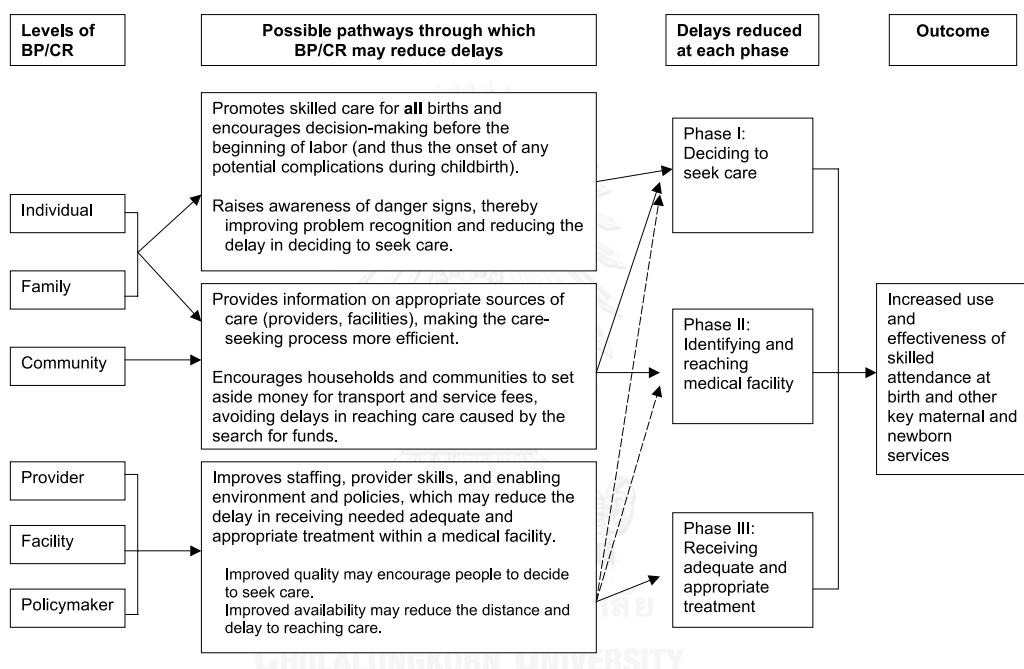 Levels of
BP/CR
Possible pathways through which
BP/CR may reduce delays
Delays reduced
at each phase
Outcome
Individual
Family
Community
Provider
Facility
Policymaker
Promotes skilled care for all births and
encourages decision-making before the
beginning of labor (and thus the onset of any
potential complications during childbirth).
Raises awareness of danger signs, thereby
improving problem recognition and reducing the
delay in deciding to seek care.
Provides information on appropriate sources of
care (providers, facilities), making the care-
seeking process more efficient.
Encourages households and communities to set
aside money for transport and service fees,
avoiding delays in reaching care caused by the
search for funds.
Improves staffing, provider skills, and enabling
environment and policies, which may reduce the
delay in receiving needed adequate and
appropriate treatment within a medical facility.
Improved quality may encourage people to decide
to seek care.
Improved availability may reduce the distance and
delay to reaching care.
Phase I:
Deciding to
seek care
Phase II:
Identifying and
reaching
medical facility
Phase III:
Receiving
adequate and
appropriate
treatment
Increased use
and
effectiveness of
skilled
attendance at
birth and other
key maternal and
newborn
services
CHULALONGKORN UNIVERSITY